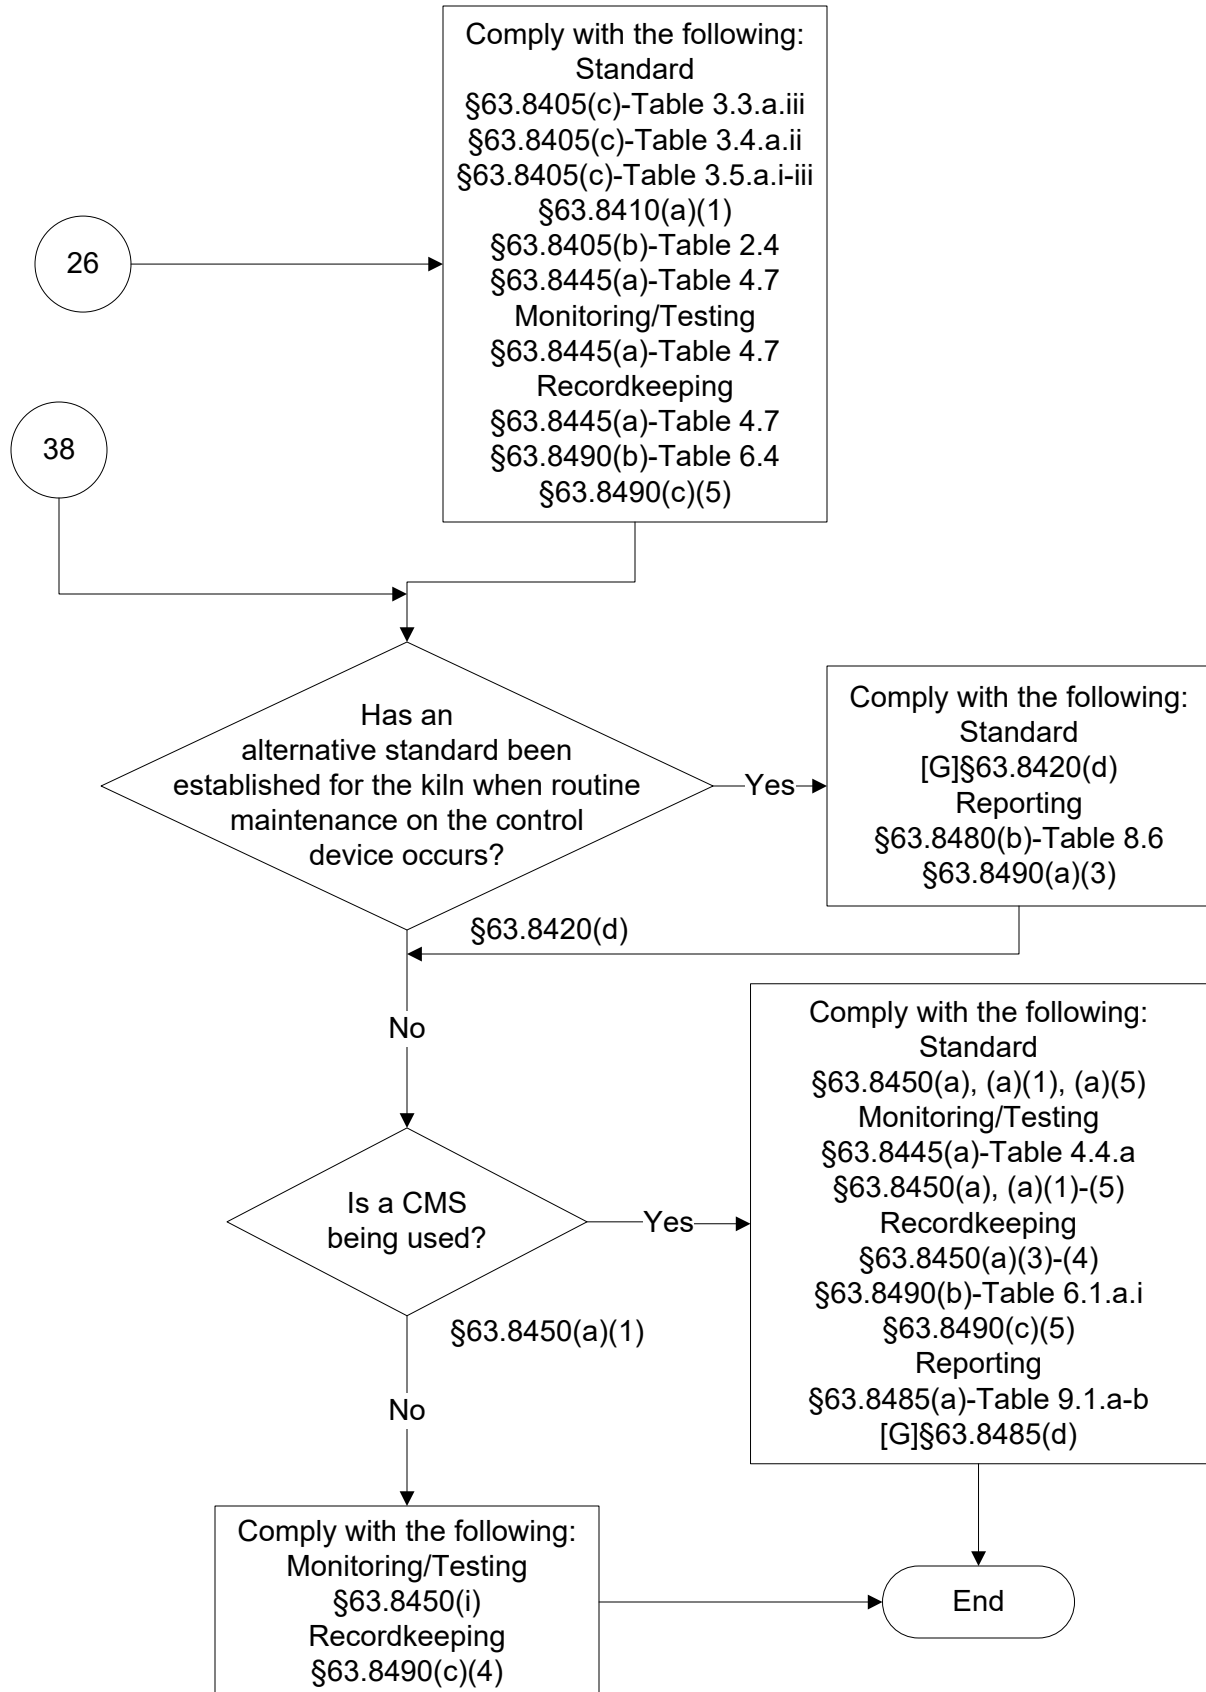 Comply with the following:
Standard
§63.8405(c)-Table 3.3.a.iii
§63.8405(c)-Table 3.4.a.ii
§63.8405(c)-Table 3.5.a.i-iii
§63.8410(a)(1)
§63.8405(b)-Table 2.4
§63.8445(a)-Table 4.7
Monitoring/Testing
§63.8445(a)-Table 4.7
Recordkeeping
§63.8445(a)-Table 4.7
§63.8490(b)-Table 6.4
§63.8490(c)(5)
26
38
Has an
alternative standard been
established for the kiln when routine
maintenance on the control
device occurs?
Yes
Comply with the following:
Standard
[G]§63.8420(d)
Reporting
§63.8480(b)-Table 8.6
§63.8490(a)(3)
§63.8420(d)
No
Is a CMS
being used?
Yes
Comply with the following:
Standard
§63.8450(a), (a)(1), (a)(5)
Monitoring/Testing
§63.8445(a)-Table 4.4.a
§63.8450(a), (a)(1)-(5)
Recordkeeping
§63.8450(a)(3)-(4)
§63.8490(b)-Table 6.1.a.i
§63.8490(c)(5)
Reporting
§63.8485(a)-Table 9.1.a-b
[G]§63.8485(d)
§63.8450(a)(1)
No
Comply with the following:
Monitoring/Testing
§63.8450(i)
Recordkeeping
§63.8490(c)(4)
End